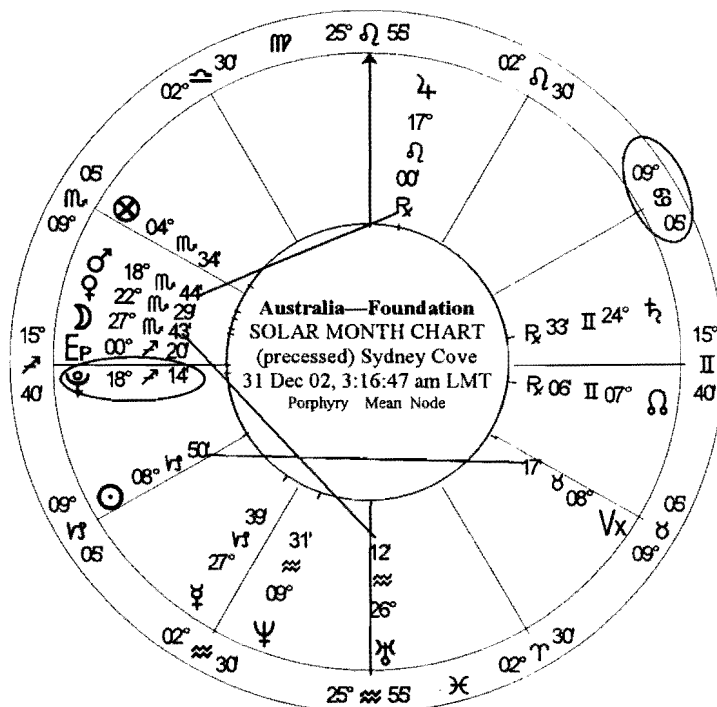 25° ♌ 55'
♍
02° ♎ 30'
02° ♌ 30'
♃ 17° ♌ 00' ℞
09° ♏ 05'
09° ♋ 05'
⊗ 04° ♏ 34'
♂ 18° ♏ 44'
♀ 22° ♏ 29'
☽ 27° ♏ 43'
Ep 00° ♐ 20'
15° ♐ 40'
♇ 18° ♐ 14'
Australia—Foundation
SOLAR MONTH CHART
(precessed) Sydney Cove
31 Dec 02, 3:16:47 am LMT
Porphyry Mean Node
℞ 33' ♊ 24° ♄
15° ♊ 40'
℞ 06' ♊ 07° ☊
☉ 08° ♑ 50'
17' ♉ 08° Vx
09° ♑ 05'
09° ♉ 05'
☿ 27° ♑ 39'
♆ 09° ♒ 31'
12' ♒ 26° ♅
02° ♒ 30'
02° ♈ 30'
25° ♒ 55'
♓